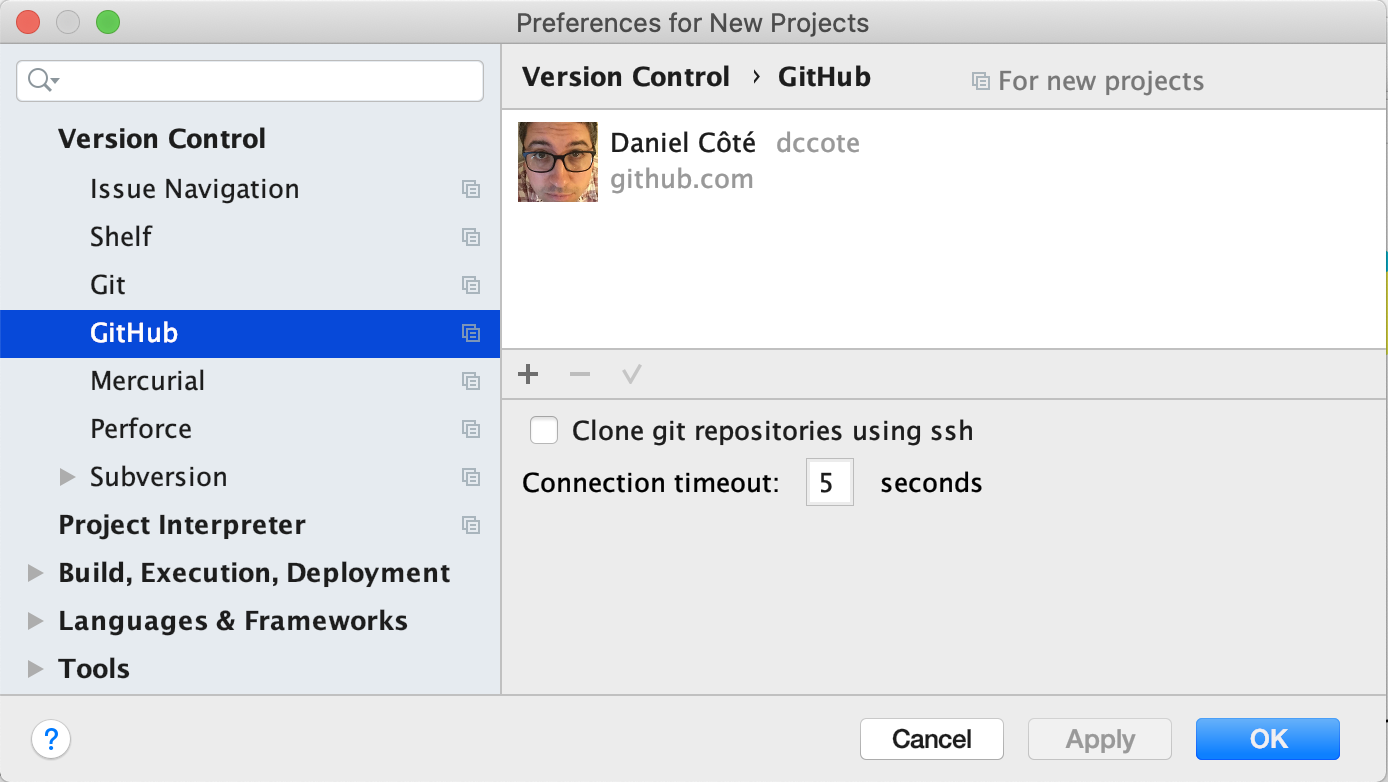 Preferences for New Projects
Version Control
Issue Navigation
Shelf
Git
GitHub
Mercurial
Perforce
Subversion
Project Interpreter
Build, Execution, Deployment
Languages & Frameworks
Tools
Version Control › GitHub
For new projects
Daniel Côté dccote
github.com
Clone git repositories using ssh
Connection timeout: 5 seconds
?
Cancel
Apply
OK